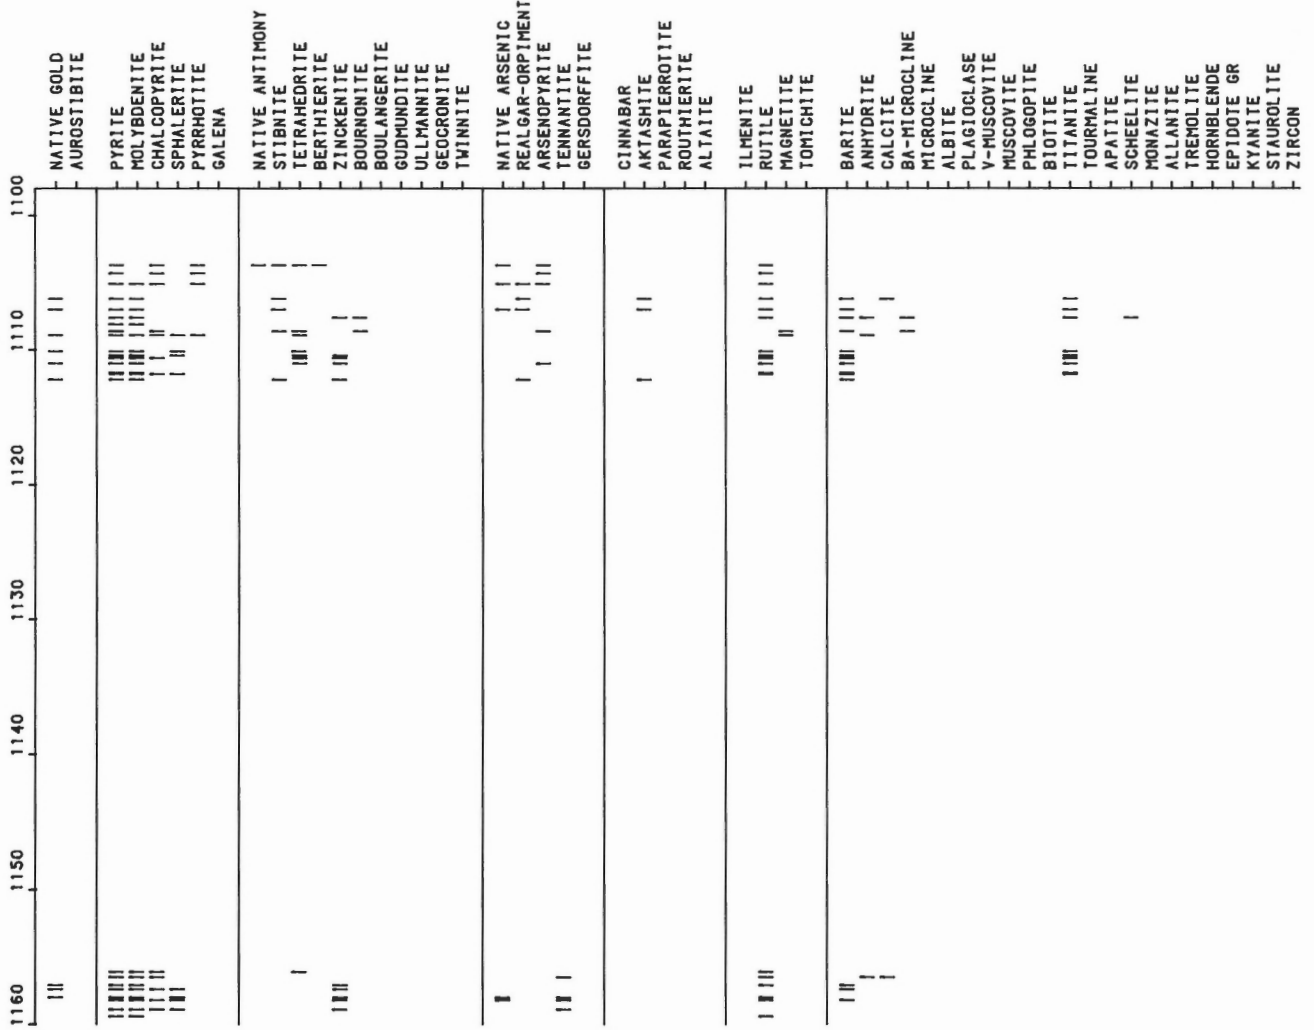 NATIVE GOLD
AUROSTIBITE
PYRITE
MOLYBDENITE
CHALCOPYRITE
SPHALERITE
PYRRHOTITE
GALENA
NATIVE ANTIMONY
STIBNITE
TETRAHEDRITE
BERTHIERITE
ZINCKENITE
BOURNONITE
BOULANGERITE
GUDMUNDITE
ULLMANNITE
GEOCRONITE
TWINNITE
NATIVE ARSENIC
REALGAR-ORPIMENT
ARSENOPYRITE
TENNANTITE
GERSDORFFITE
CINNABAR
AKTASHITE
PARAPIERROTITE
ROUTHIERITE
ALTAITE
ILMENITE
RUTILE
MAGNETITE
TOMICHITE
BARITE
ANHYDRITE
CALCITE
BA-MICROCLINE
MICROCLINE
ALBITE
PLAGIOCLASE
V-MUSCOVITE
MUSCOVITE
PHLOGOPITE
BIOTITE
TITANITE
TOURMALINE
APATITE
SCHEELITE
MONAZITE
ALLANITE
TREMOLITE
HORNBLENDE
EPIDOTE GR
KYANITE
STAUROLITE
ZIRCON
1100
1110
1120
1130
1140
1150
1160